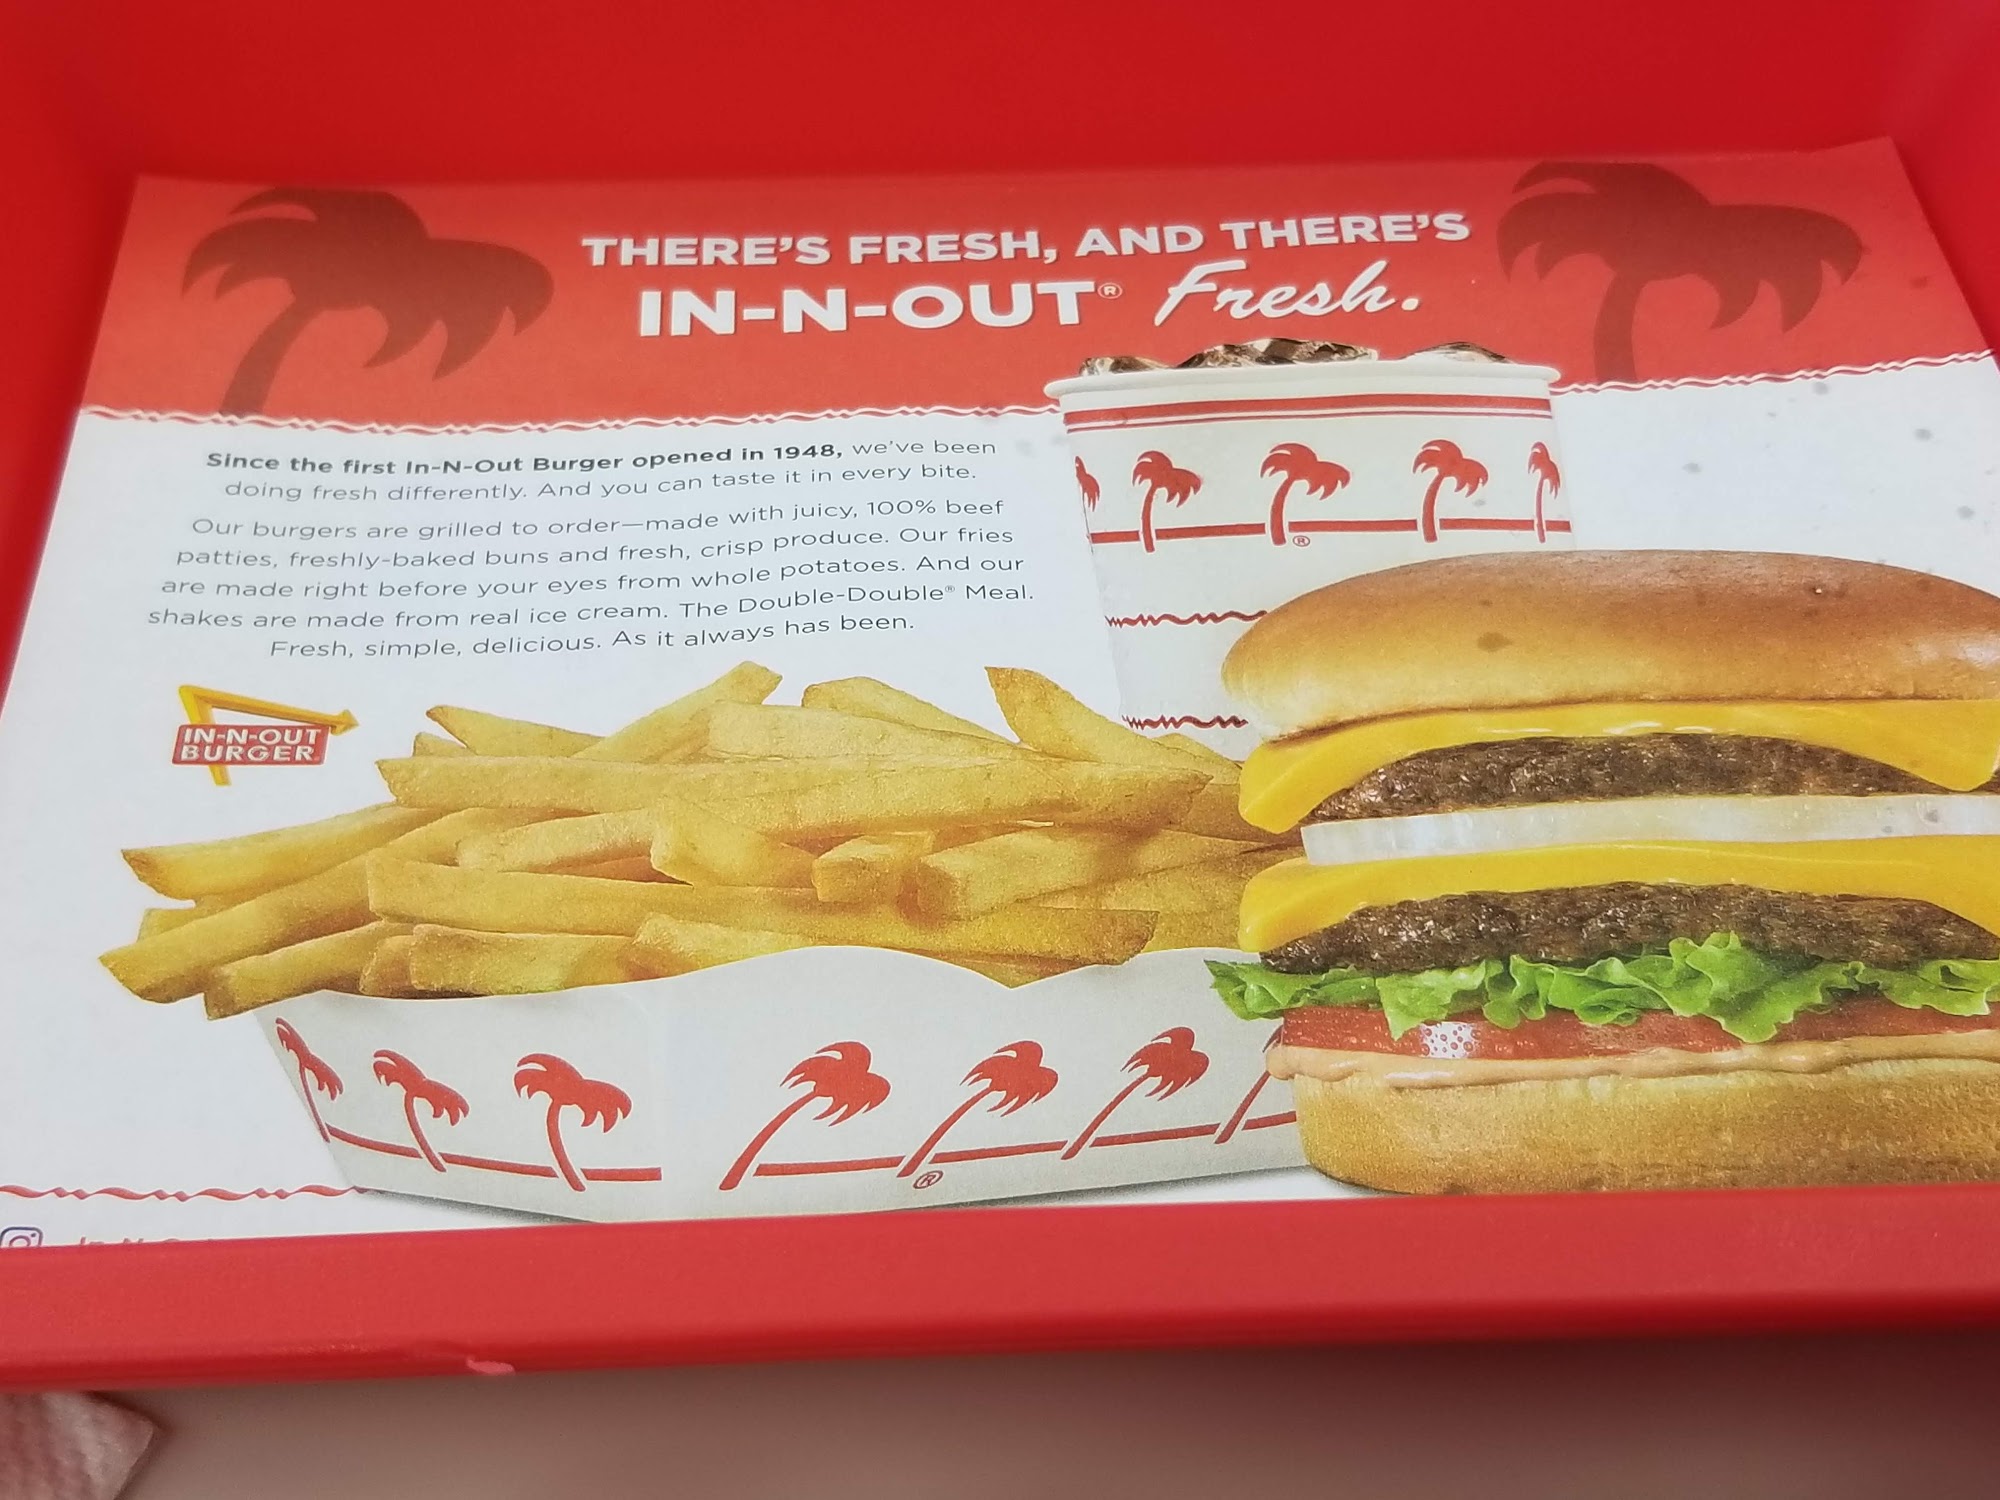 THERE'S FRESH, AND THERE'S
IN-N-OUT® Fresh.
Since the first In-N-Out Burger opened in 1948, we've been
doing fresh differently. And you can taste it in every bite.
Our burgers are grilled to order—made with juicy, 100% beef
patties, freshly-baked buns and fresh, crisp produce. Our fries
are made right before your eyes from whole potatoes. And our
shakes are made from real ice cream. The Double-Double® Meal.
Fresh, simple, delicious. As it always has been.
IN-N-OUT
BURGER
®
®